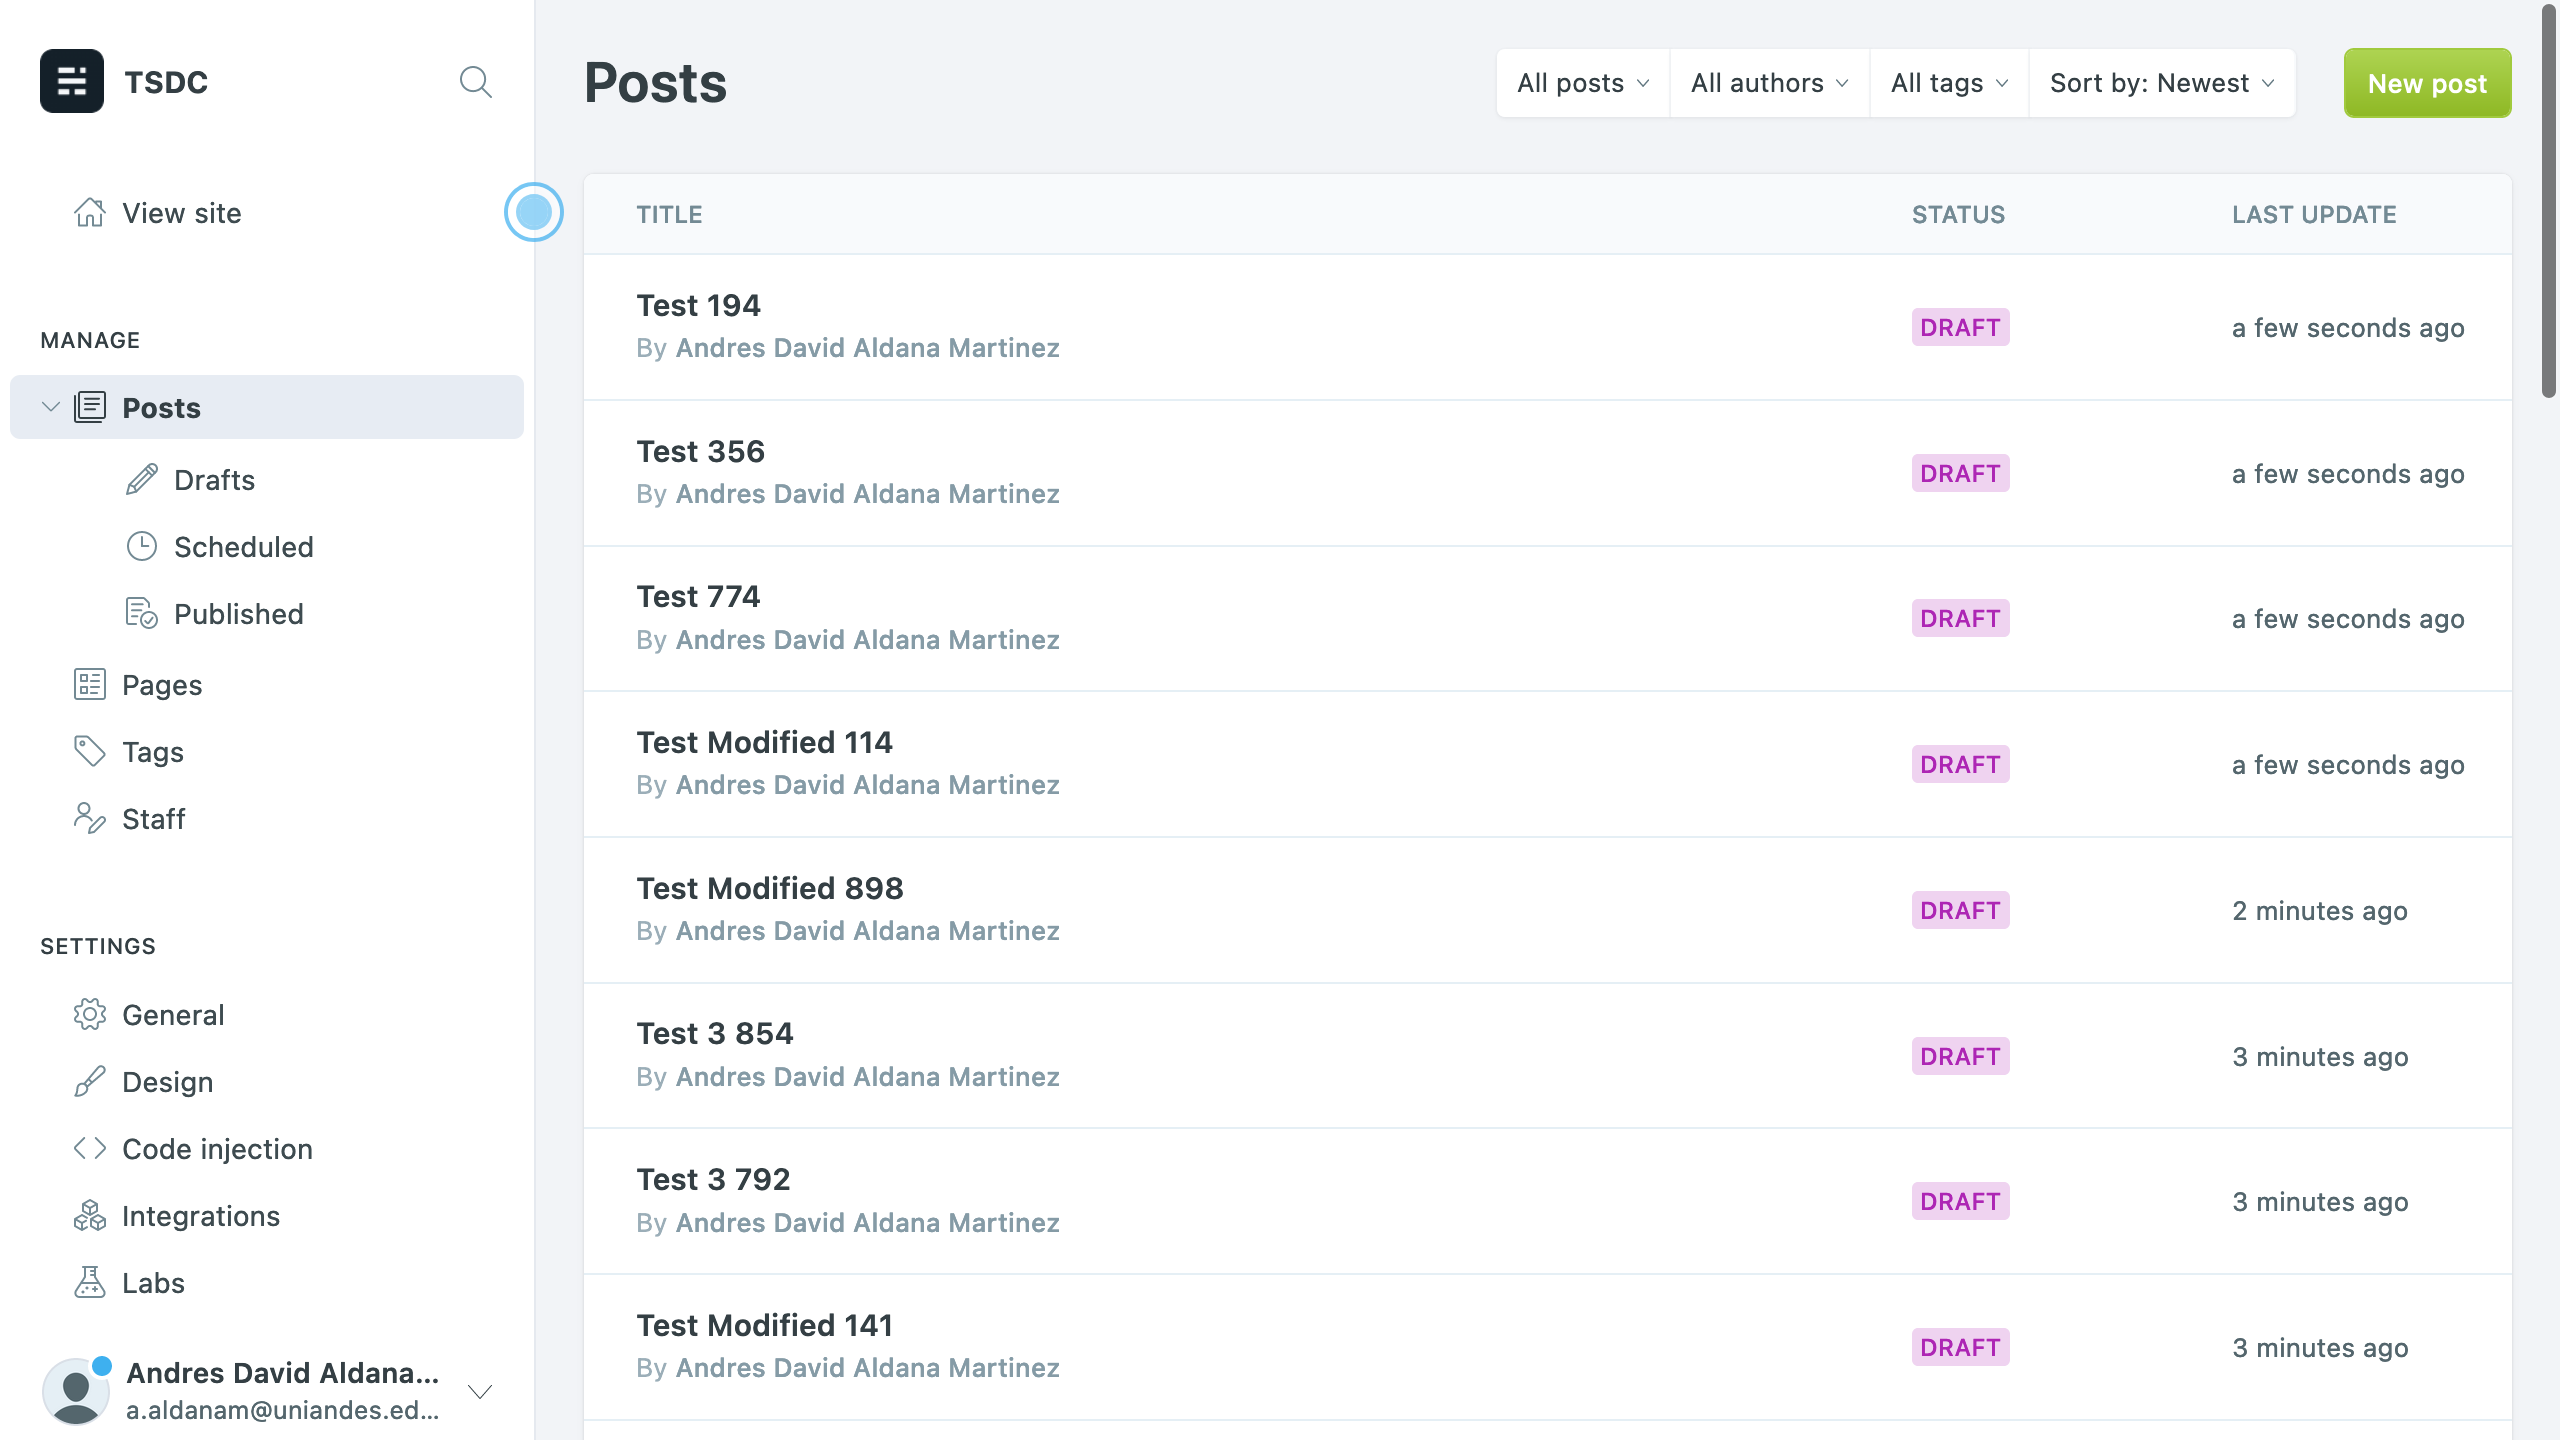 TSDC
View site
MANAGE
Posts
Drafts
Scheduled
Published
Pages
Tags
Staff
SETTINGS
General
Design
Code injection
Integrations
Labs
Andres David Aldana...
a.aldanam@uniandes.ed...
Posts
All posts
All authors
All tags
Sort by: Newest
New post
TITLE STATUS LAST UPDATE
Test 194
By Andres David Aldana Martinez
DRAFT
a few seconds ago
Test 356
By Andres David Aldana Martinez
DRAFT
a few seconds ago
Test 774
By Andres David Aldana Martinez
DRAFT
a few seconds ago
Test Modified 114
By Andres David Aldana Martinez
DRAFT
a few seconds ago
Test Modified 898
By Andres David Aldana Martinez
DRAFT
2 minutes ago
Test 3 854
By Andres David Aldana Martinez
DRAFT
3 minutes ago
Test 3 792
By Andres David Aldana Martinez
DRAFT
3 minutes ago
Test Modified 141
By Andres David Aldana Martinez
DRAFT
3 minutes ago